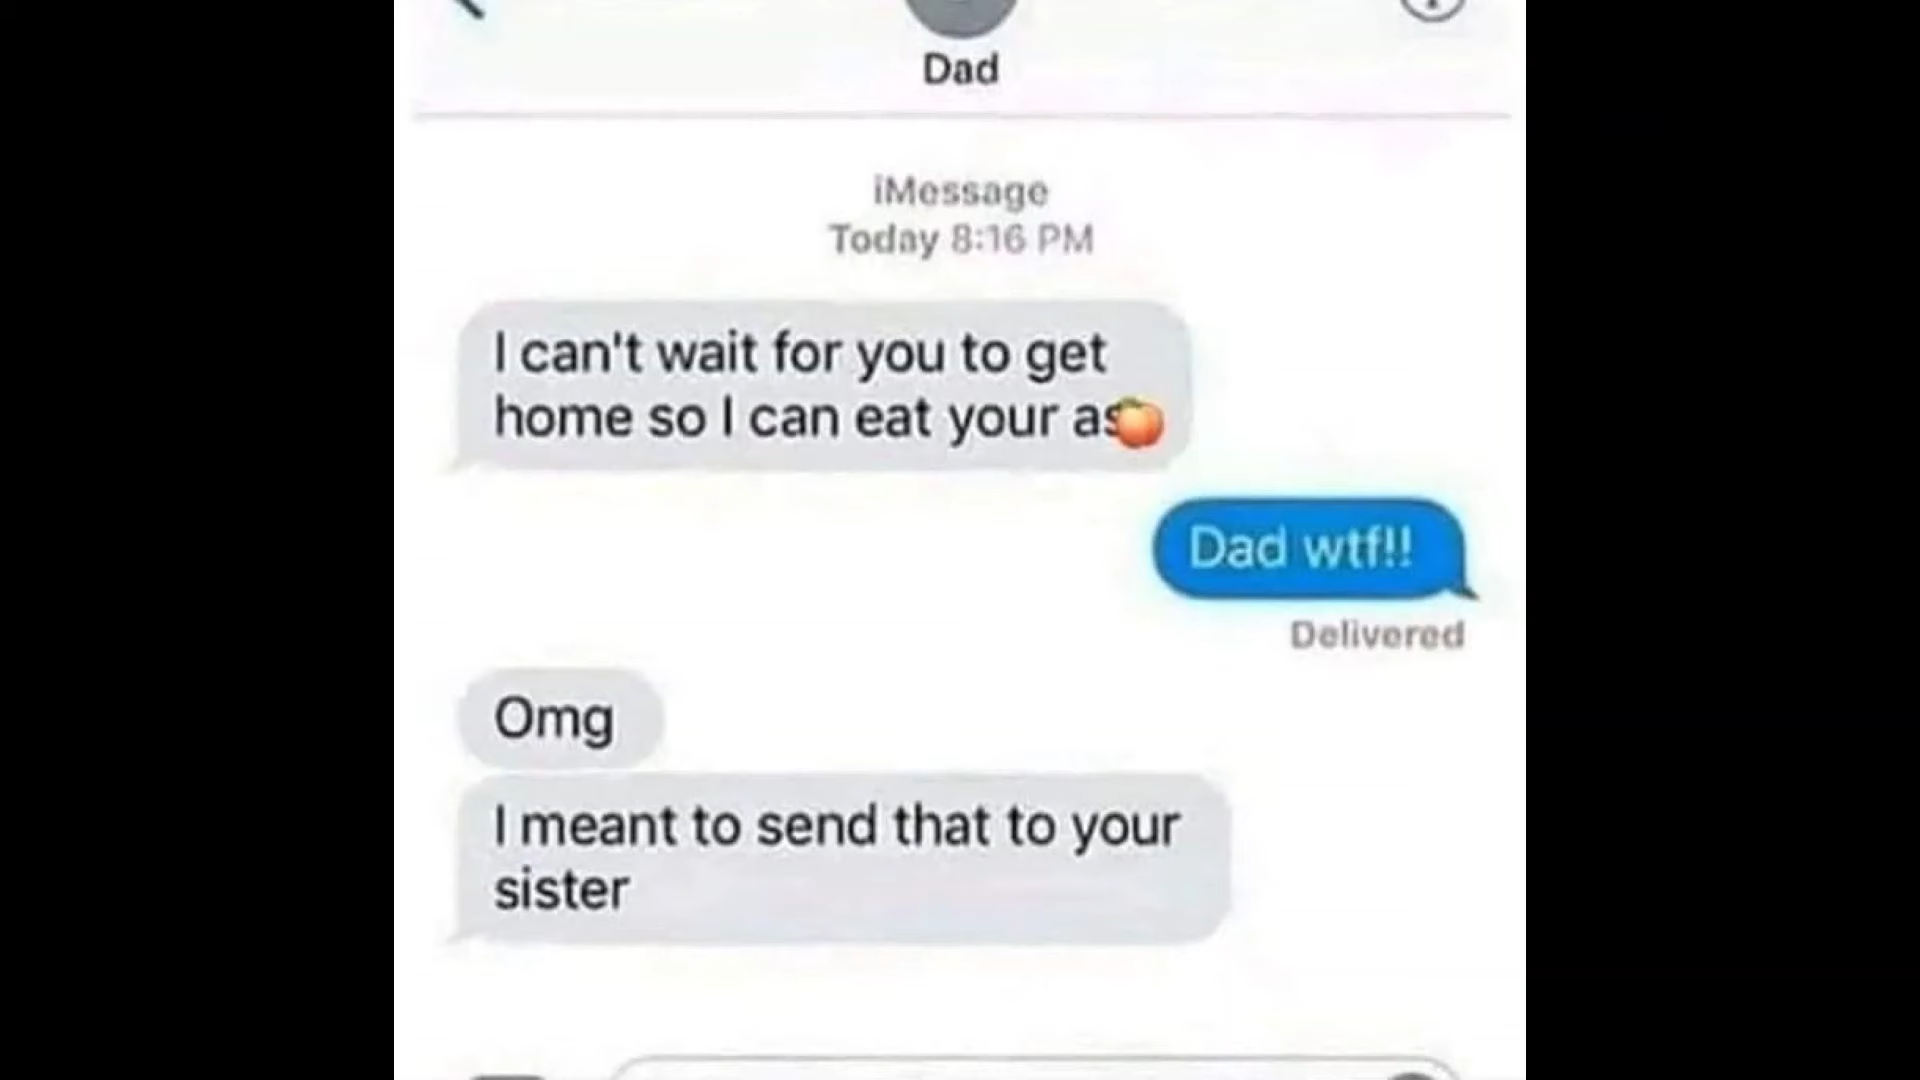 Dad
iMessage
Today 8:16 PM
I can't wait for you to get
home so I can eat your as🍑
Dad wtf!!
Delivered
Omg
I meant to send that to your
sister